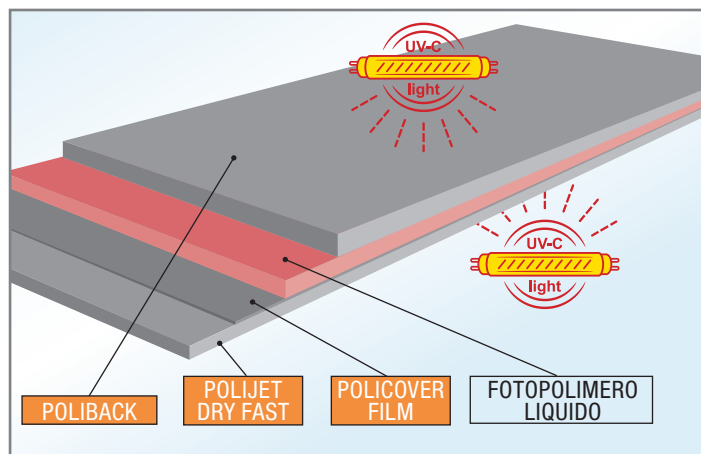 UV-C
light
UV-C
light
POLIBACK
POLIJET
DRY FAST
POLICOVER
FILM
FOTOPOLIMERO
LIQUIDO